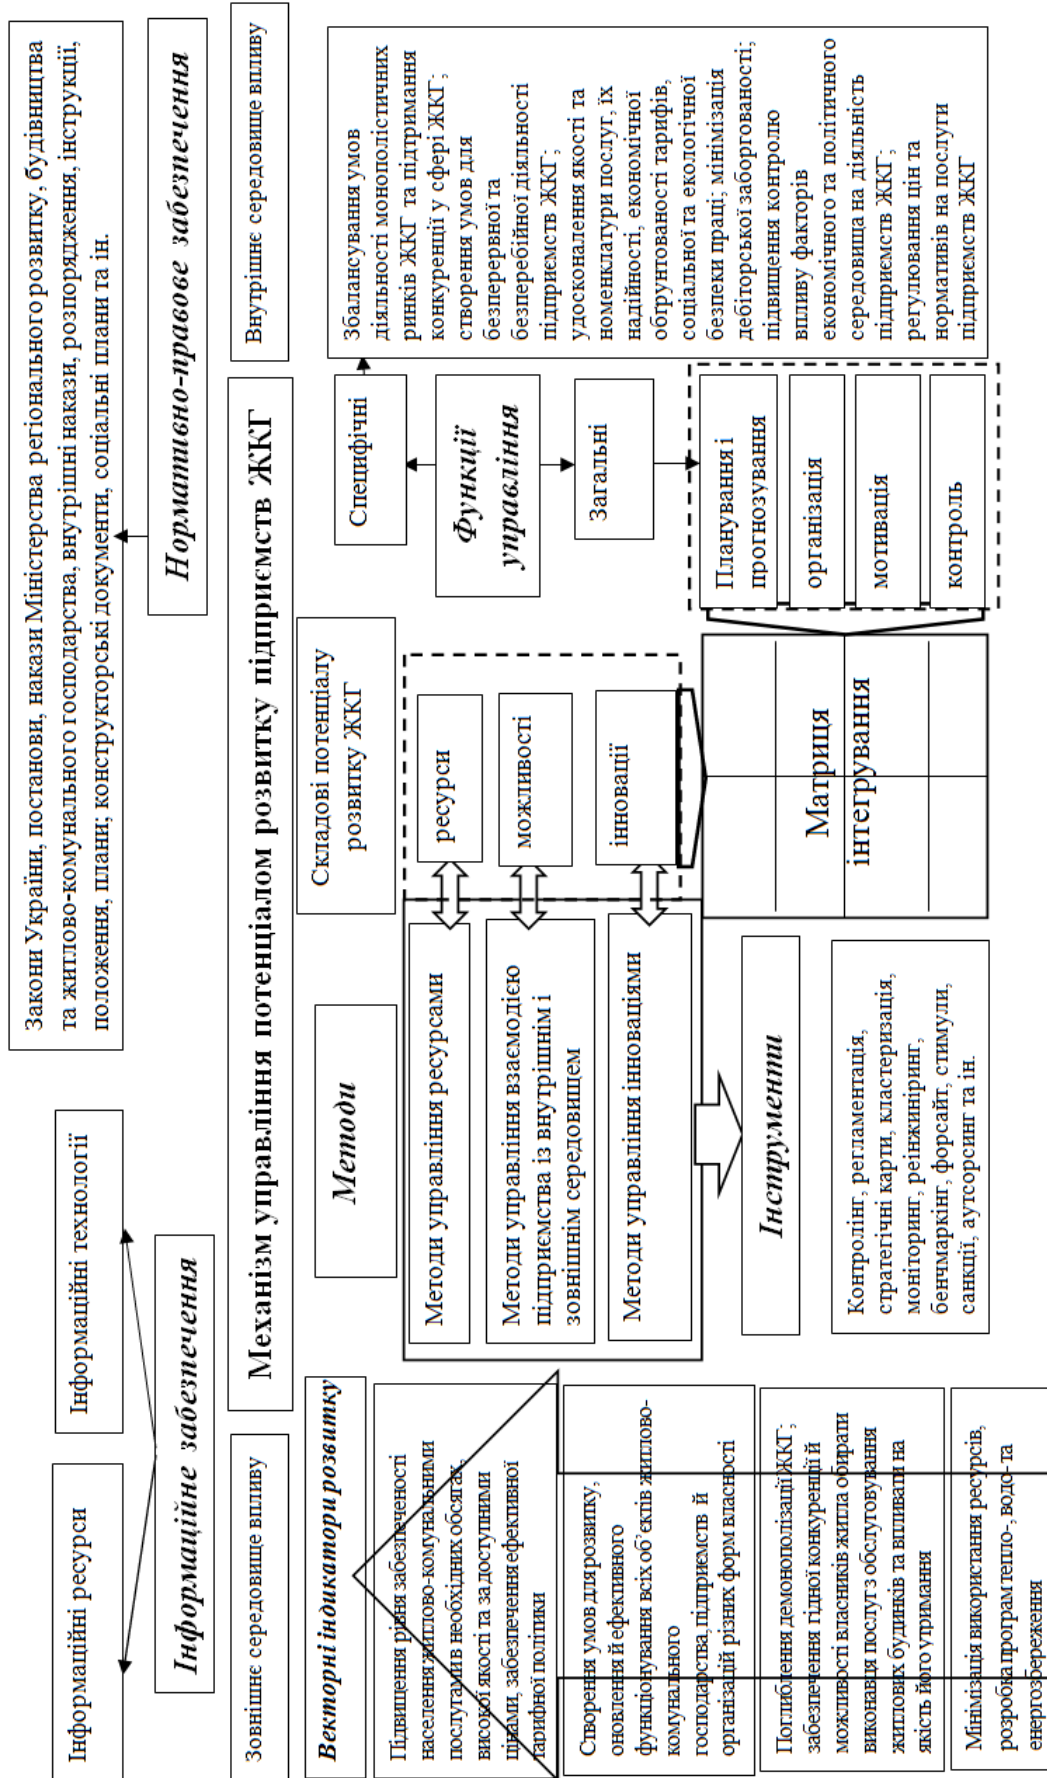 Інформаційні ресурси
Інформаційні технології
Закони України, постанови, накази Міністерства регіонального розвитку, будівництва
та житлово-комунального господарства, внутрішні накази, розпорядження, інструкції,
положення, плани; конструкторські документи, соціальні плани та ін.
Інформаційне забезпечення
Нормативно-правове забезпечення
Зовнішнє середовище впливу
Механізм управління потенціалом розвитку підприємств ЖКГ
Внутрішнє середовище впливу
Векторні індикатори розвитку
Підвищення рівня забезпеченості
населення житлово-комунальними
послугами в необхідних обсягах,
високої якості та за доступними
цінами, забезпечення ефективної
тарифної політики
Створення умов для розвитку,
оновлення й ефективного
функціонування всіх об’єктів житлово-
комунального
господарства, підприємств й
організацій різних форм власності
Поглиблення демонополізації ЖКГ;
забезпечення гідної конкуренції й
можливості власників житла обирати
виконавця послуг з обслуговування
житлових будинків та впливати на
якість його утримання
Мінімізація використання ресурсів,
розробка програм тепло-, водо- та
енергозбереження
Методи
Методи управління ресурсами
Методи управління взаємодією
підприємства із внутрішнім і
зовнішнім середовищем
Методи управління інноваціями
Інструменти
Контролінг, регламентація,
стратегічні карти, кластеризація,
моніторинг, реінжиніринг,
бенчмаркінг, форсайт, стимули,
санкції, аутсорсинг та ін.
Складові потенціалу
розвитку ЖКГ
ресурси
можливості
інновації
Матриця
інтегрування
Специфічні
Функції
управління
Загальні
Планування і
прогнозування
організація
мотивація
контроль
Збалансування умов
діяльності монополістичних
ринків ЖКГ та підтримання
конкуренції у сфері ЖКГ;
створення умов для
безперервної та
безперебійної діяльності
підприємств ЖКГ;
удосконалення якості та
номенклатури послуг, їх
надійності, економічної
обгрунтованості тарифів,
соціальної та екологічної
безпеки праці; мінімізація
дебіторської заборгованості;
підвищення контролю
впливу факторів
економічного та політичного
середовища на діяльність
підприємств ЖКГ;
регулювання цін та
нормативів на послуги
підприємств ЖКГ